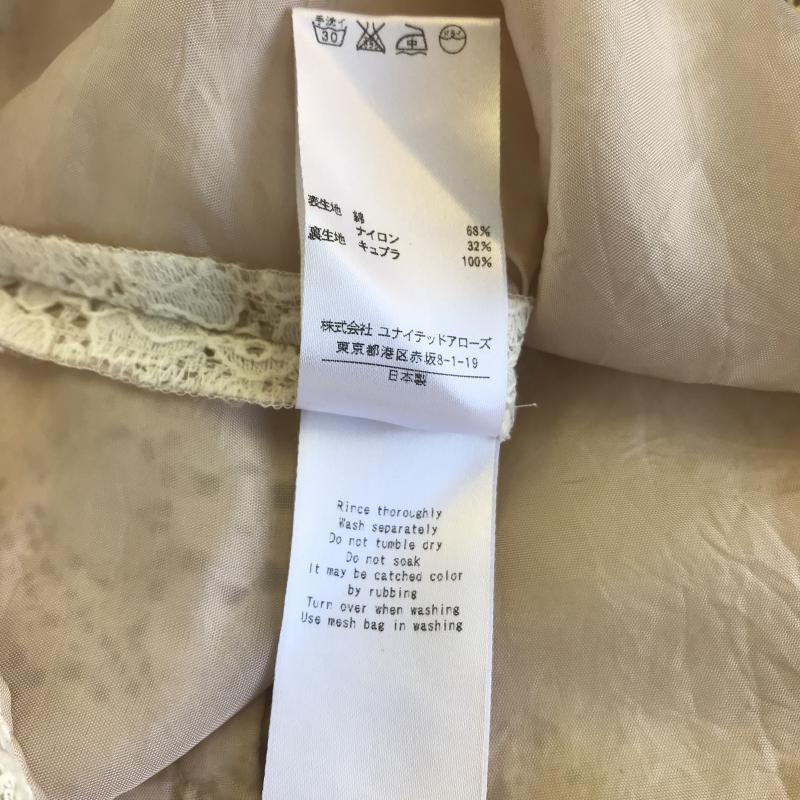 手洗イ
30
中
表生地 綿 68%
ナイロン 32%
裏生地 キュプラ 100%
株式会社 ユナイテッドアローズ
東京都港区赤坂8-1-19
日本製
Rince thoroughly
Wash separately
Do not tumble dry
Do not soak
It may be catched color
by rubbing
Turn over when washing
Use mesh bag in washing